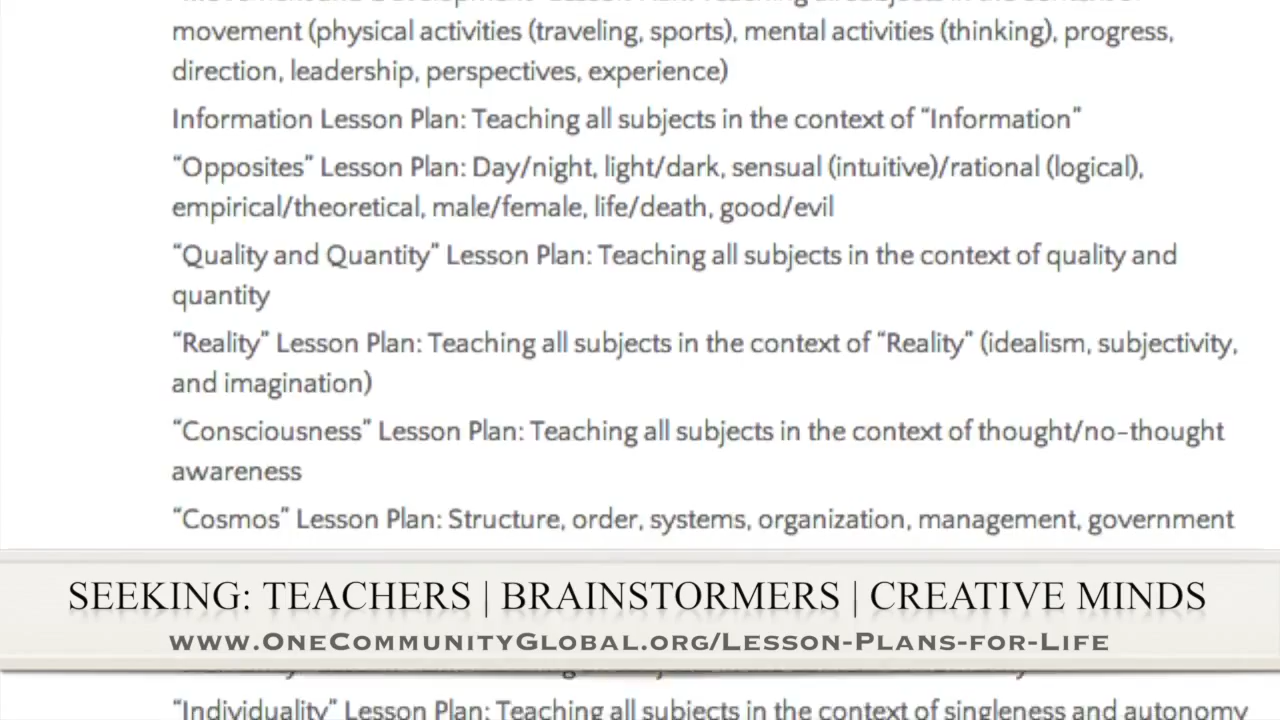 movement (physical activities (traveling, sports), mental activities (thinking), progress,
direction, leadership, perspectives, experience)
Information Lesson Plan: Teaching all subjects in the context of “Information”
“Opposites” Lesson Plan: Day/night, light/dark, sensual (intuitive)/rational (logical),
empirical/theoretical, male/female, life/death, good/evil
“Quality and Quantity” Lesson Plan: Teaching all subjects in the context of quality and
quantity
“Reality” Lesson Plan: Teaching all subjects in the context of “Reality” (idealism, subjectivity,
and imagination)
“Consciousness” Lesson Plan: Teaching all subjects in the context of thought/no-thought
awareness
“Cosmos” Lesson Plan: Structure, order, systems, organization, management, government
SEEKING: TEACHERS | BRAINSTORMERS | CREATIVE MINDS
www.OneCommunityGlobal.org/Lesson-Plans-for-Life
“Individuality” Lesson Plan: Teaching all subjects in the context of singleness and autonomy